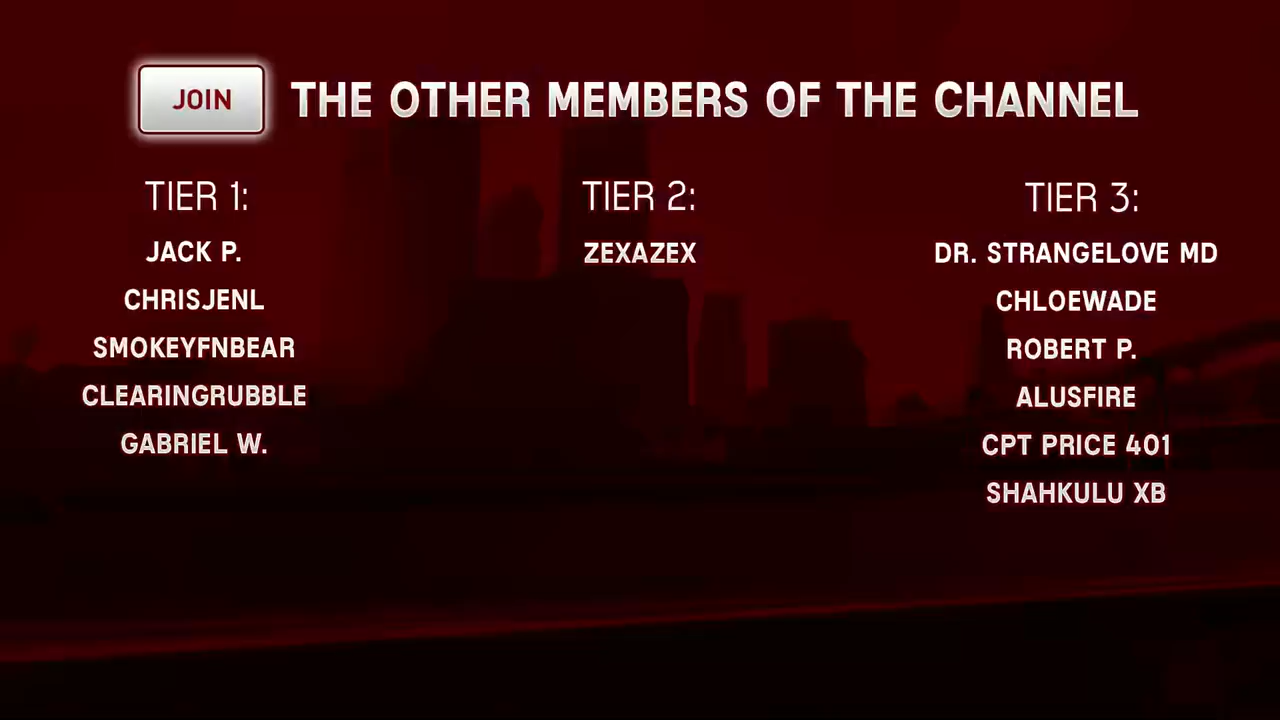 JOIN THE OTHER MEMBERS OF THE CHANNEL
TIER 1:
JACK P.
CHRISJENL
SMOKEYFNBEAR
CLEARINGRUBBLE
GABRIEL W.
TIER 2:
ZEXAZEX
TIER 3:
DR. STRANGELOVE MD
CHLOEWADE
ROBERT P.
ALUSFIRE
CPT PRICE 401
SHAHKULU XB